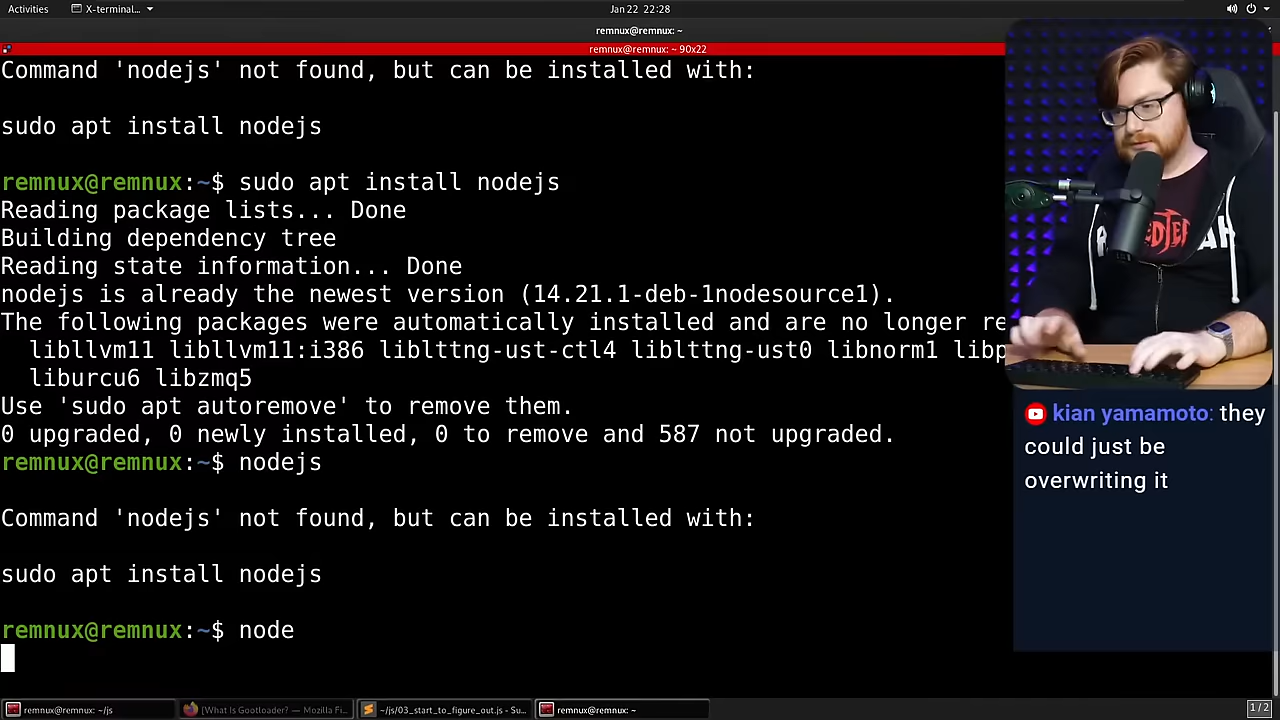 Activities
X-terminal...
Jan 22 22:28
remnux@remnux: ~
remnux@remnux: ~ 90x22
Command 'nodejs' not found, but can be installed with:
sudo apt install nodejs
remnux@remnux:~$ sudo apt install nodejs
Reading package lists... Done
Building dependency tree
Reading state information... Done
nodejs is already the newest version (14.21.1-deb-1nodesource1).
The following packages were automatically installed and are no longer re
libllvm11 libllvm11:i386 liblttng-ust-ctl4 liblttng-ust0 libnorm1 libp
liburcu6 libzmq5
Use 'sudo apt autoremove' to remove them.
0 upgraded, 0 newly installed, 0 to remove and 587 not upgraded.
remnux@remnux:~$ nodejs
Command 'nodejs' not found, but can be installed with:
sudo apt install nodejs
remnux@remnux:~$ node
kian yamamoto: they
could just be
overwriting it
remnux@remnux: ~/js
(What Is Gootloader? — Mozilla Fi...
~/js/03_start_to_figure_out.js - Su...
remnux@remnux: ~
1/2